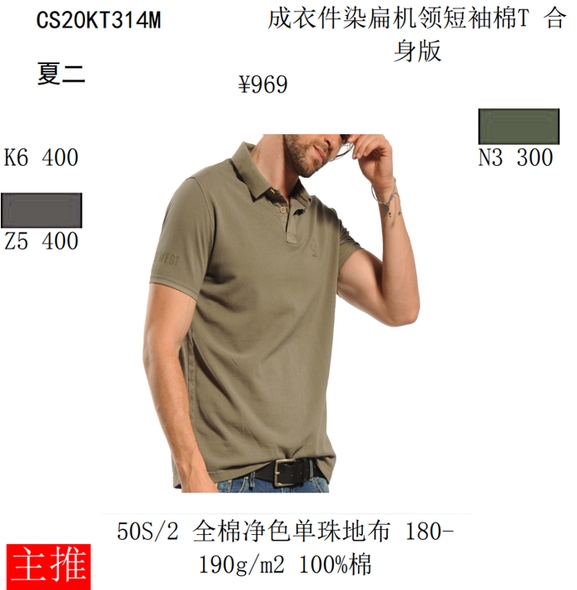 CS20KT314M
成衣件染扁机领短袖棉T 合
身版
夏二
¥969
K6 400
N3 300
Z5 400
WEST
50S/2 全棉净色单珠地布 180-
190g/m2 100%棉
主推